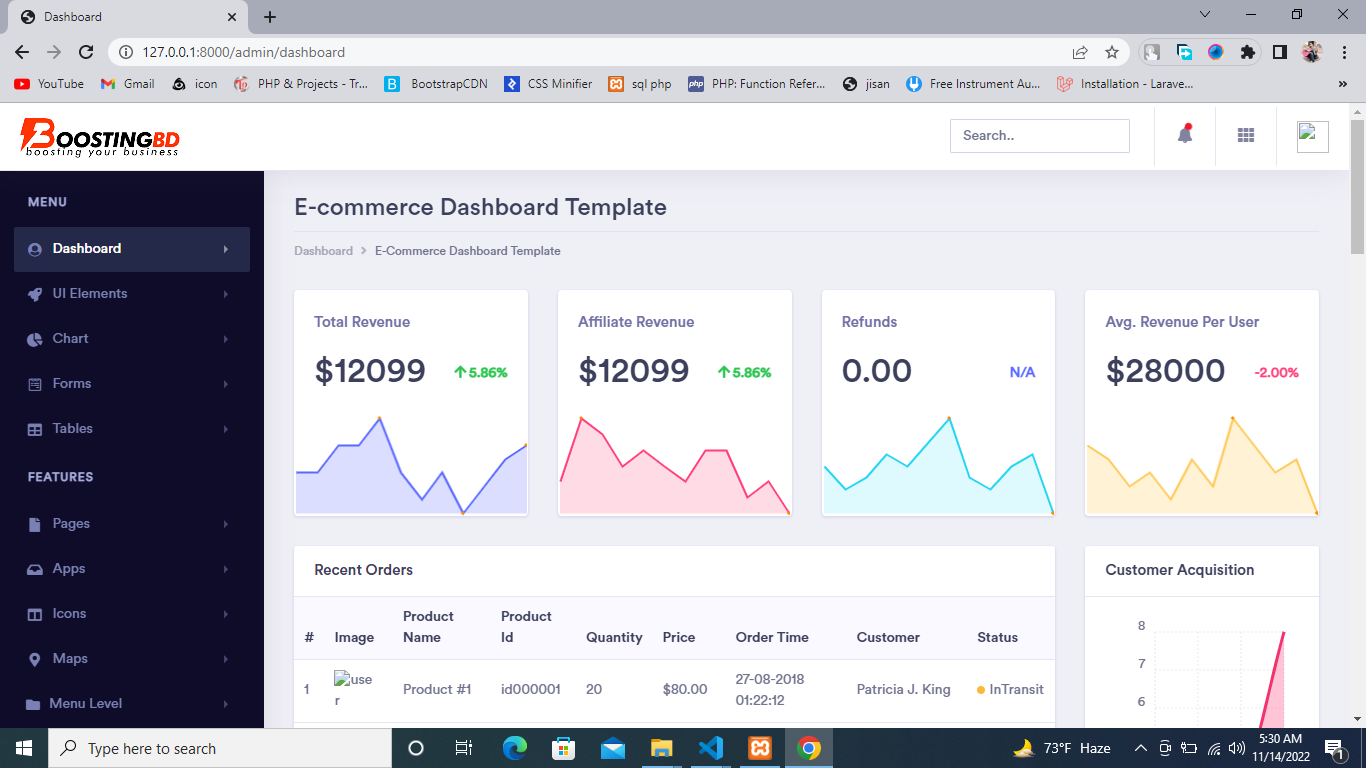 Dashboard
127.0.0.1:8000/admin/dashboard
YouTube
Gmail
icon
PHP & Projects - Tr...
BootstrapCDN
CSS Minifier
sql php
PHP: Function Refer...
jisan
Free Instrument Au...
Installation - Larave...
»
BOOSTINGBD
boosting your business
Search..
MENU
Dashboard
UI Elements
Chart
Forms
Tables
FEATURES
Pages
Apps
Icons
Maps
Menu Level
E-commerce Dashboard Template
Dashboard
E-Commerce Dashboard Template
Total Revenue
$12099
5.86%
Affiliate Revenue
$12099
5.86%
Refunds
0.00
N/A
Avg. Revenue Per User
$28000
-2.00%
Recent Orders
# Image Product Name Product Id Quantity Price Order Time Customer Status
1 user Product #1 id000001 20 $80.00 27-08-2018 01:22:12 Patricia J. King InTransit
Customer Acquisition
8
7
6
Type here to search
73°F Haze
5:30 AM
11/14/2022
1